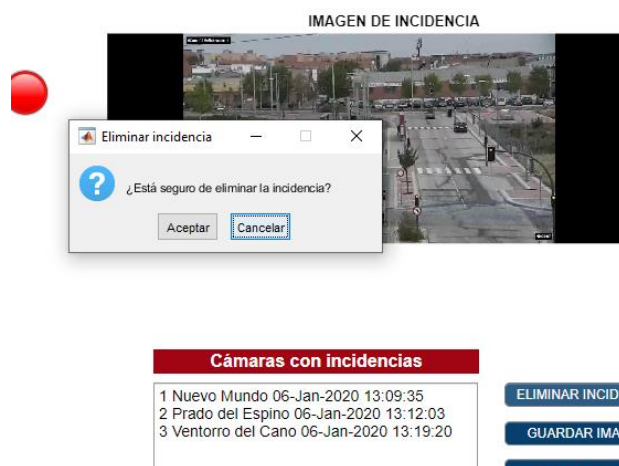 IMAGEN DE INCIDENCIA
Eliminar incidencia
¿Está seguro de eliminar la incidencia?
Aceptar
Cancelar
Cámaras con incidencias
1 Nuevo Mundo 06-Jan-2020 13:09:35
2 Prado del Espino 06-Jan-2020 13:12:03
3 Ventorro del Cano 06-Jan-2020 13:19:20
ELIMINAR INCID
GUARDAR IMA